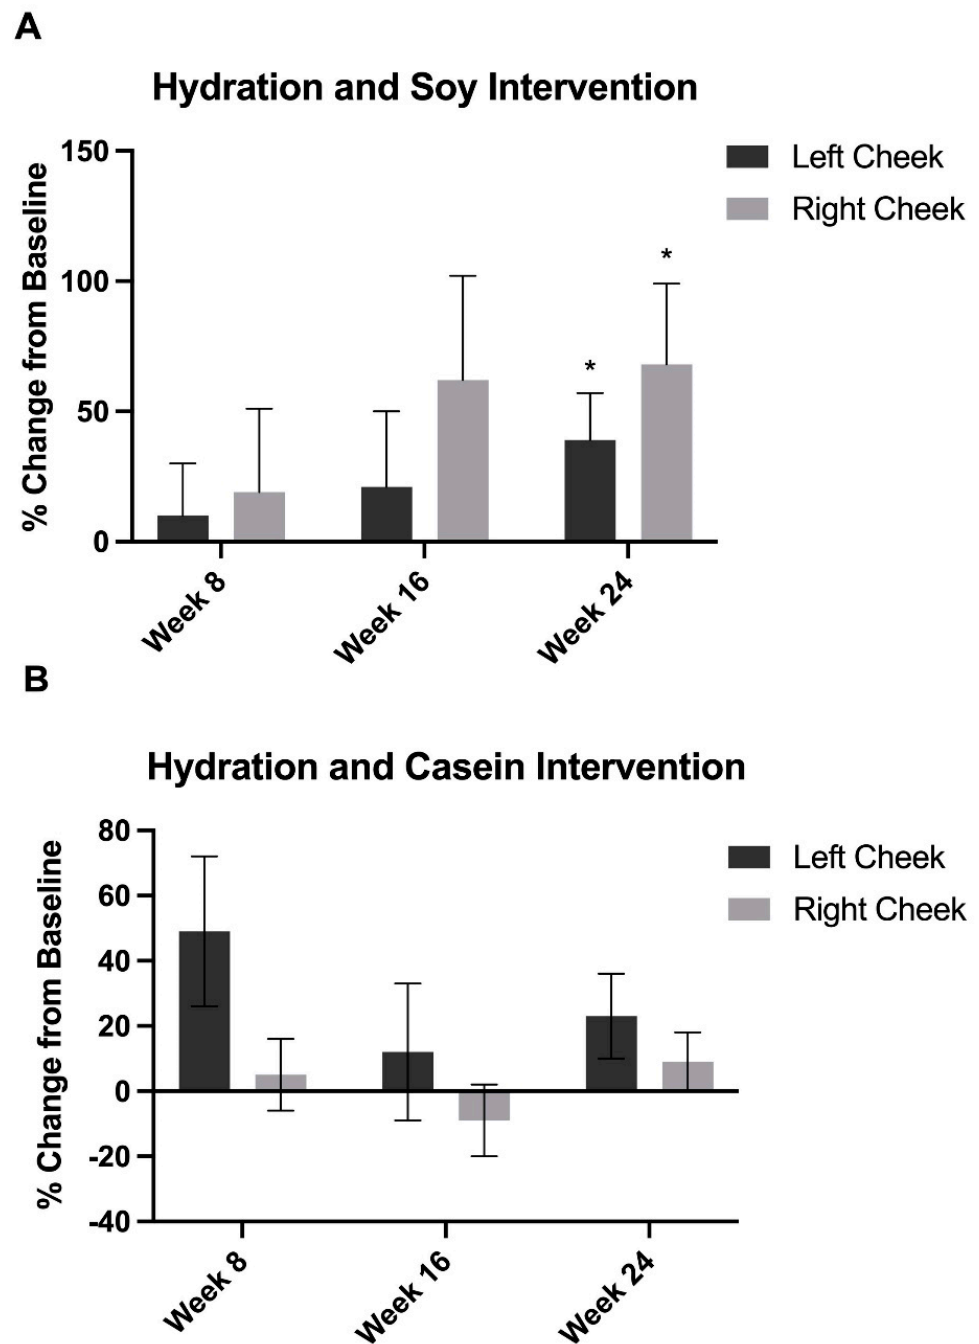 A
Hydration and Soy Intervention
% Change from Baseline
150
100
50
0
Left Cheek
Right Cheek
*
*
Week 8
Week 16
Week 24
B
Hydration and Casein Intervention
% Change from Baseline
80
60
40
20
0
-20
-40
Left Cheek
Right Cheek
Week 8
Week 16
Week 24